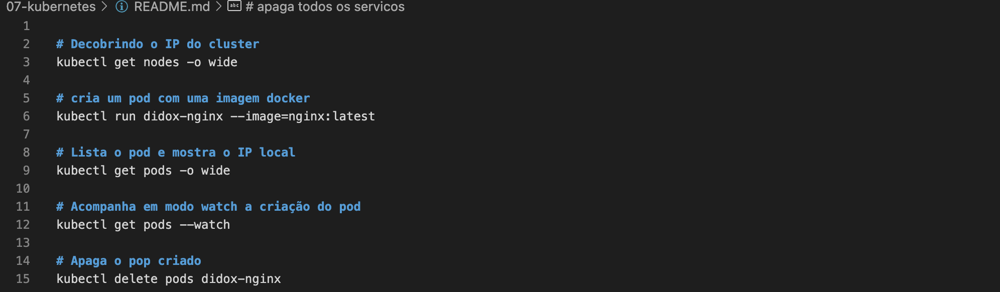 07-kubernetes > README.md > # apaga todos os servicos
1
2 # Decobrindo o IP do cluster
3 kubectl get nodes -o wide
4
5 # cria um pod com uma imagem docker
6 kubectl run didox-nginx --image=nginx:latest
7
8 # Lista o pod e mostra o IP local
9 kubectl get pods -o wide
10
11 # Acompanha em modo watch a criação do pod
12 kubectl get pods --watch
13
14 # Apaga o pop criado
15 kubectl delete pods didox-nginx